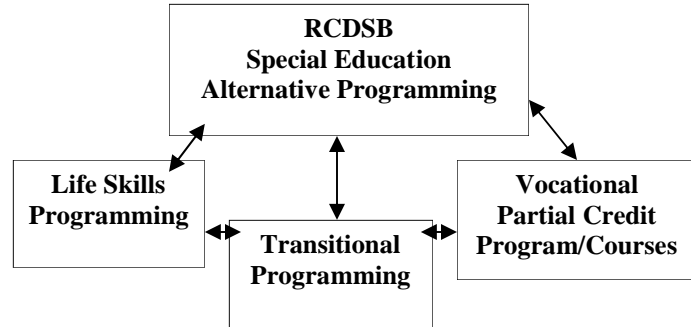 RCDSB
Special Education
Alternative Programming
Life Skills
Programming
Transitional
Programming
Vocational
Partial Credit
Program/Courses